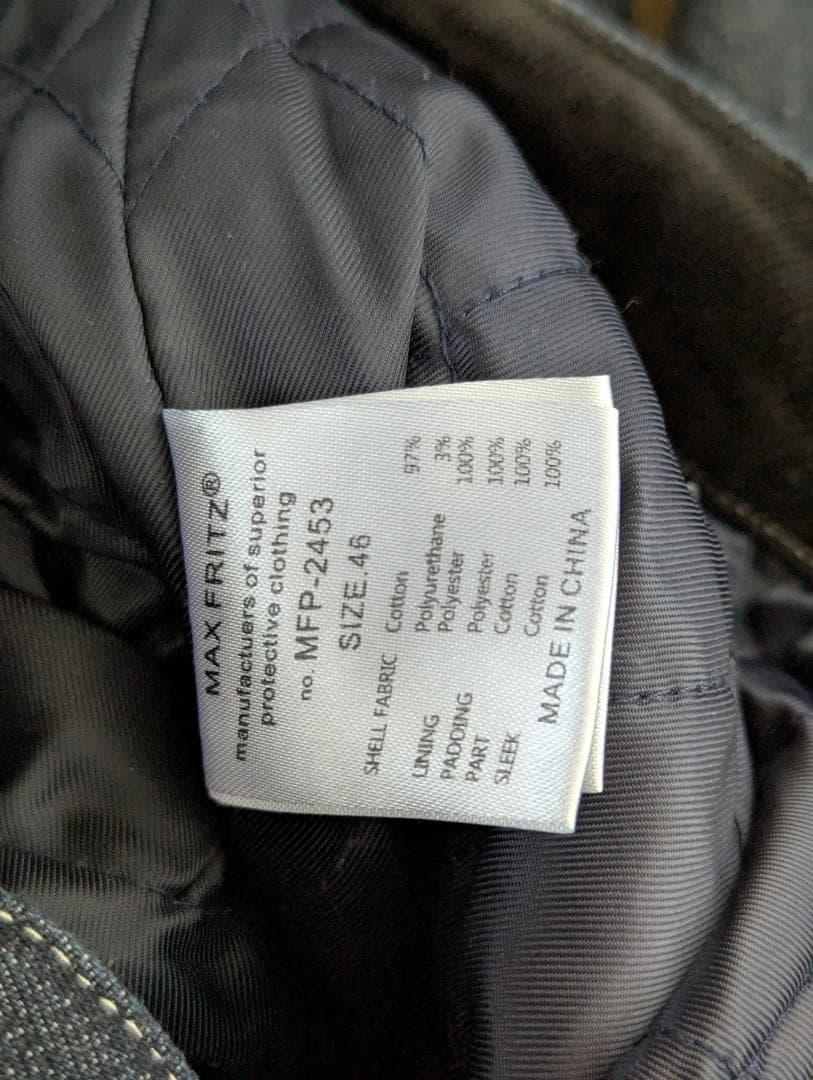 MAX FRITZ®
manufactuers of superior
protective clothing
no. MFP-2453
SIZE.46
SHELL FABRIC Cotton 97%
Polyurethane 3%
LINING Polyester 100%
PADDING Polyester 100%
PART Cotton 100%
SLEEK Cotton 100%
MADE IN CHINA